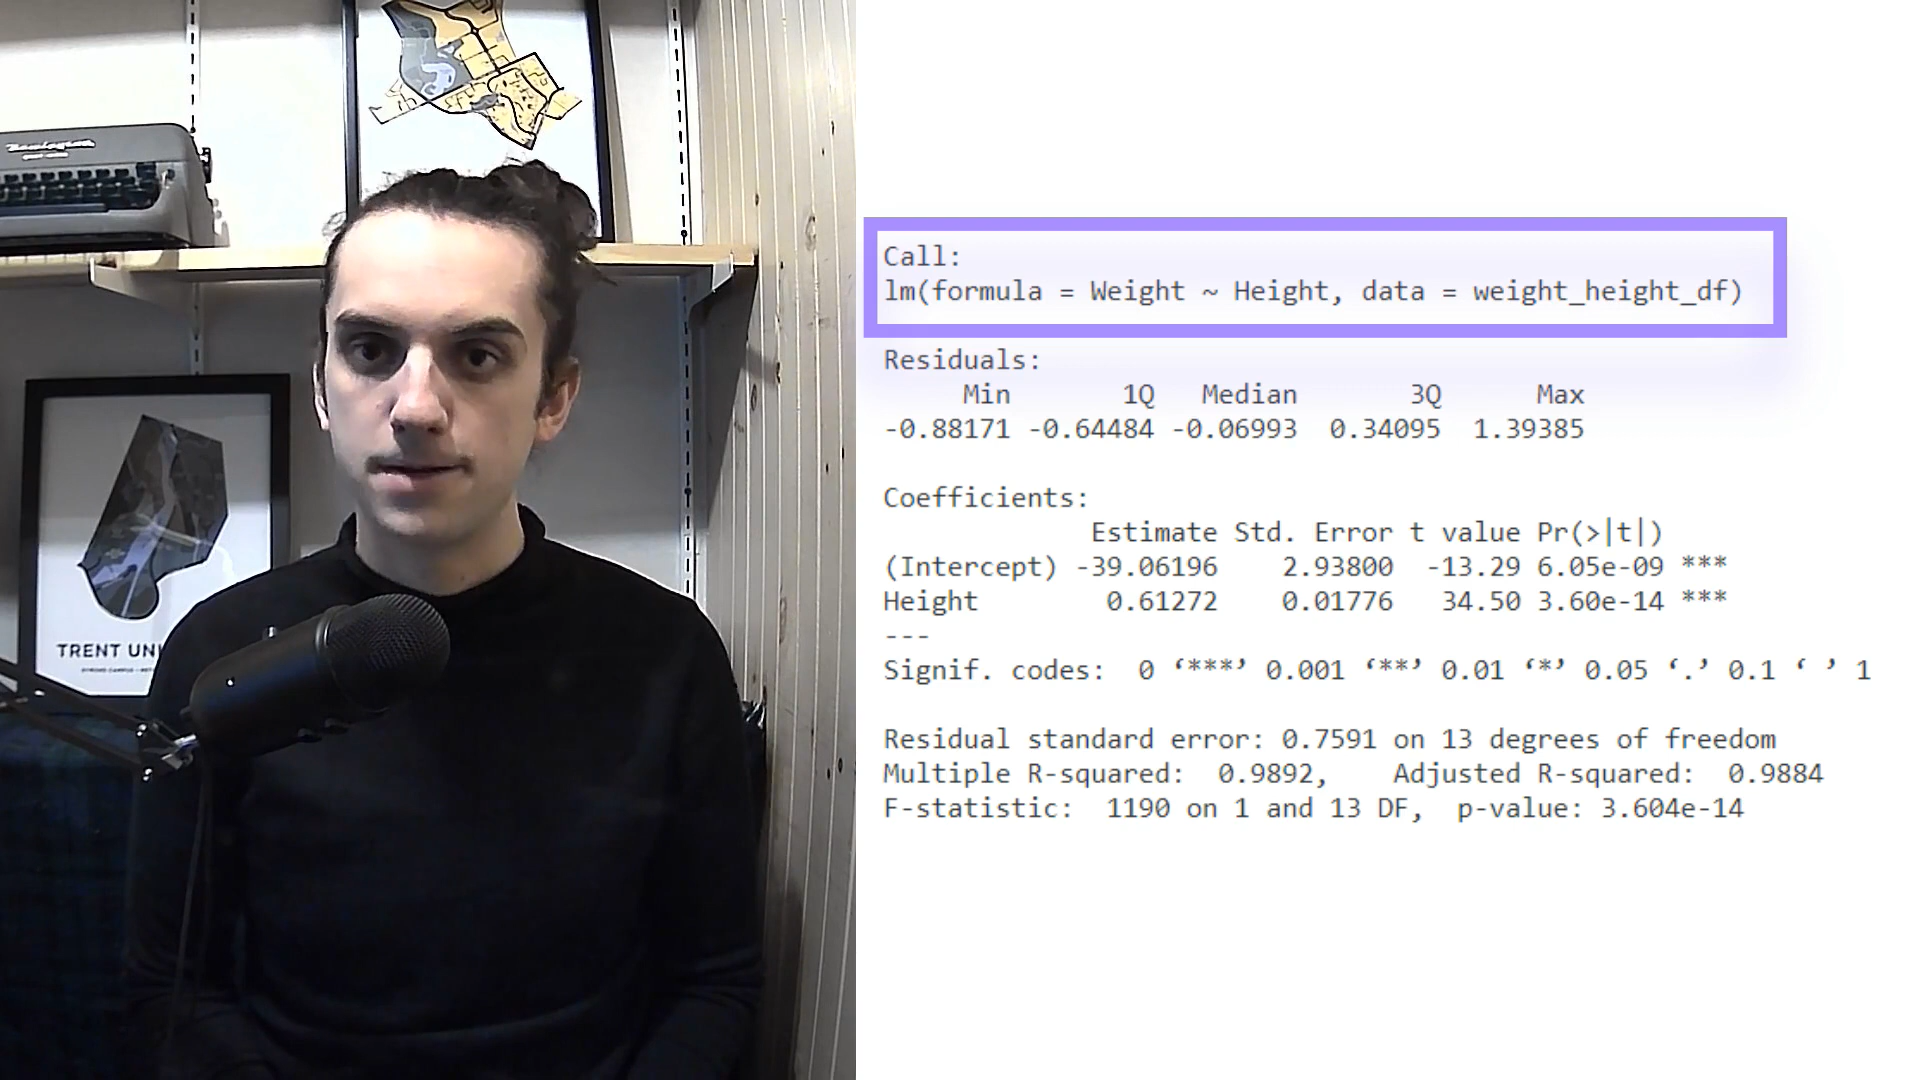 Remington
TRENT UNI
Call:
lm(formula = Weight ~ Height, data = weight_height_df)
Residuals:
Min 1Q Median 3Q Max
-0.88171 -0.64484 -0.06993 0.34095 1.39385
Coefficients:
Estimate Std. Error t value Pr(>|t|)
(Intercept) -39.06196 2.93800 -13.29 6.05e-09 ***
Height 0.61272 0.01776 34.50 3.60e-14 ***
---
Signif. codes: 0 ‘***’ 0.001 ‘**’ 0.01 ‘*’ 0.05 ‘.’ 0.1 ‘ ’ 1
Residual standard error: 0.7591 on 13 degrees of freedom
Multiple R-squared: 0.9892, Adjusted R-squared: 0.9884
F-statistic: 1190 on 1 and 13 DF, p-value: 3.604e-14